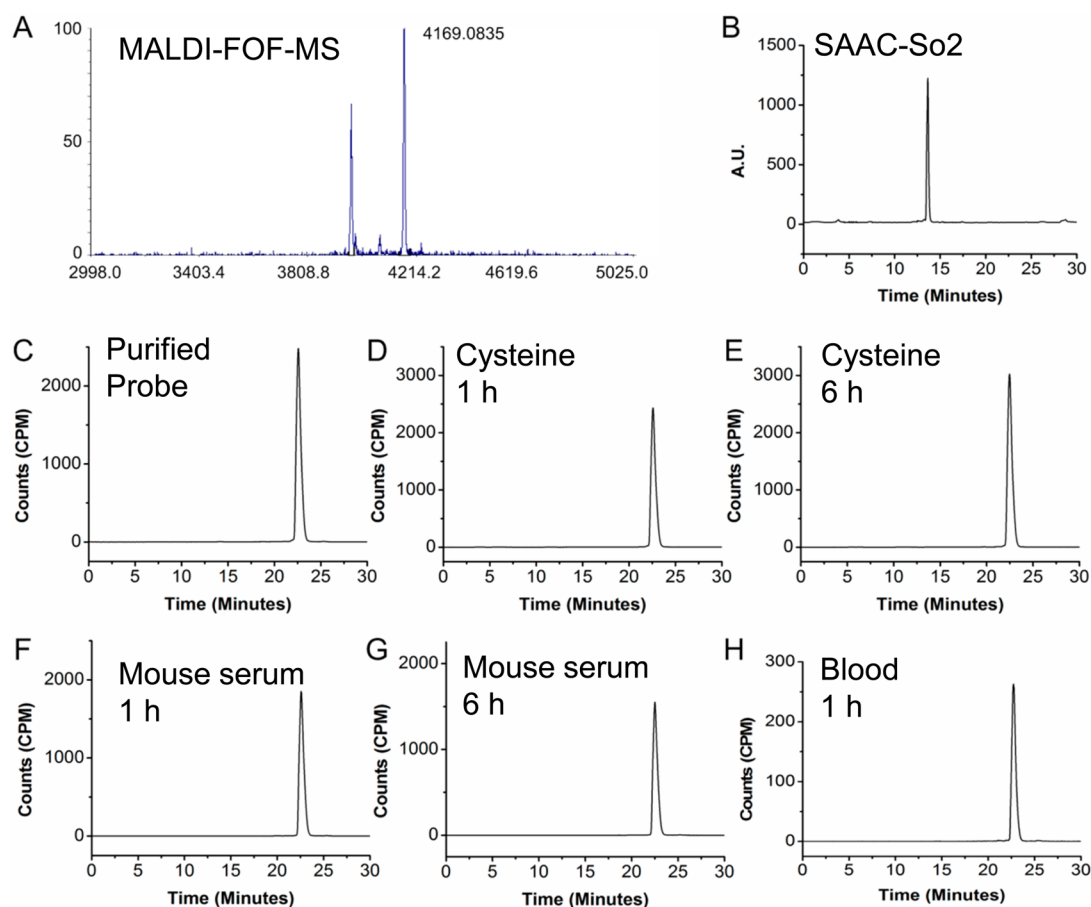 A
MALDI-FOF-MS
4169.0835
100
50
0
2998.0 3403.4 3808.8 4214.2 4619.6 5025.0
B
SAAC-So2
A.U.
1500
1000
500
0
0 5 10 15 20 25 30
Time (Minutes)
C
Purified
Probe
Counts (CPM)
2000
1000
0
0 5 10 15 20 25 30
Time (Minutes)
D
Cysteine
1 h
Counts (CPM)
3000
2000
1000
0
0 5 10 15 20 25 30
Time (Minutes)
E
Cysteine
6 h
Counts (CPM)
3000
2000
1000
0
0 5 10 15 20 25 30
Time (Minutes)
F
Mouse serum
1 h
Counts (CPM)
2000
1000
0
0 5 10 15 20 25 30
Time (Minutes)
G
Mouse serum
6 h
Counts (CPM)
2000
1000
0
0 5 10 15 20 25 30
Time (Minutes)
H
Blood
1 h
Counts (CPM)
300
200
100
0
0 5 10 15 20 25 30
Time (Minutes)